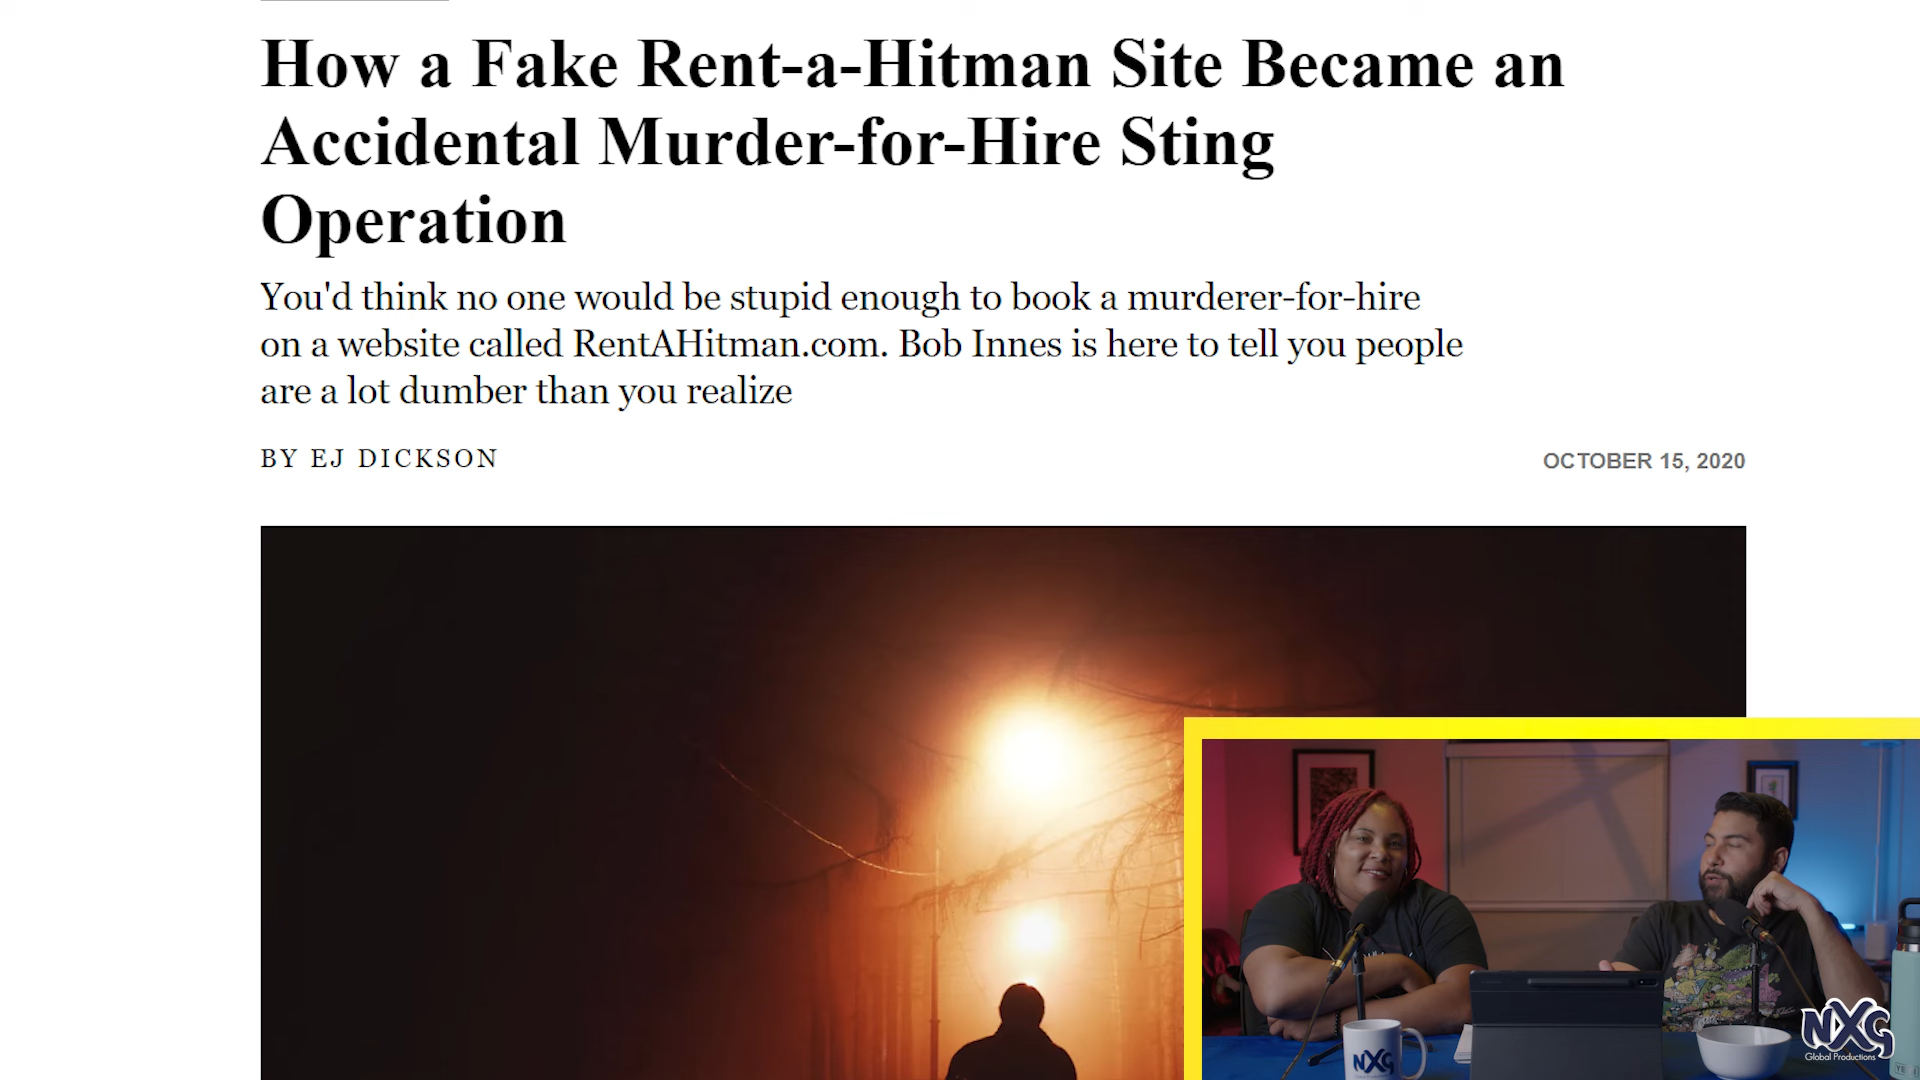 How a Fake Rent-a-Hitman Site Became an
Accidental Murder-for-Hire Sting
Operation
You'd think no one would be stupid enough to book a murderer-for-hire
on a website called RentAHitman.com. Bob Innes is here to tell you people
are a lot dumber than you realize
BY EJ DICKSON
OCTOBER 15, 2020
NXG
NXG
Global Productions